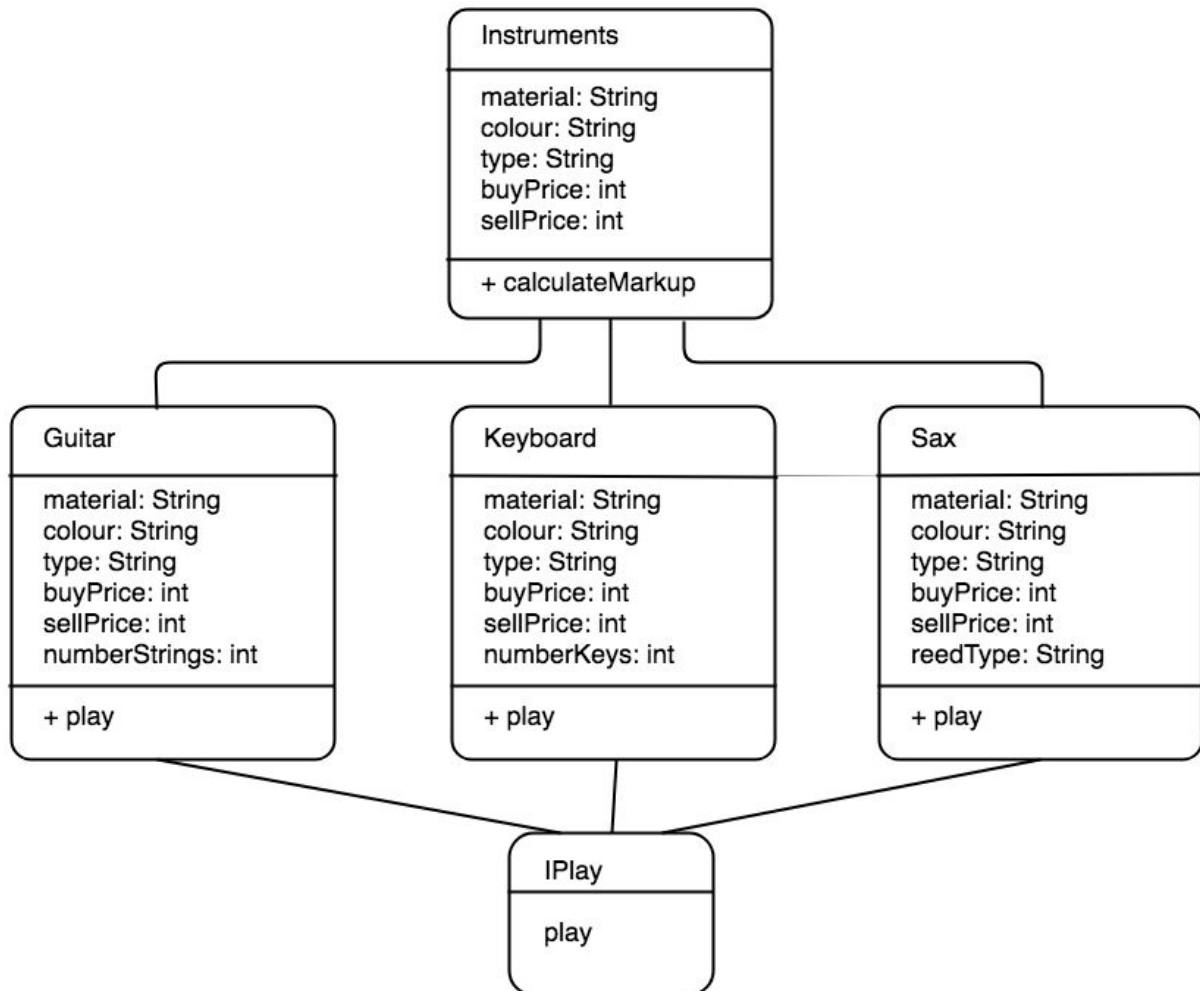 Instruments
material: String
colour: String
type: String
buyPrice: int
sellPrice: int
+ calculateMarkup
Guitar
material: String
colour: String
type: String
buyPrice: int
sellPrice: int
numberStrings: int
+ play
Keyboard
material: String
colour: String
type: String
buyPrice: int
sellPrice: int
numberKeys: int
+ play
Sax
material: String
colour: String
type: String
buyPrice: int
sellPrice: int
reedType: String
+ play
IPlay
play